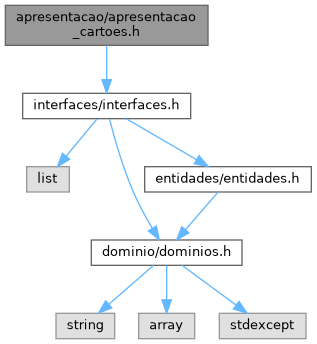 apresentacao/apresentacao
_cartoes.h
interfaces/interfaces.h
list
entidades/entidades.h
dominio/dominios.h
string
array
stdexcept